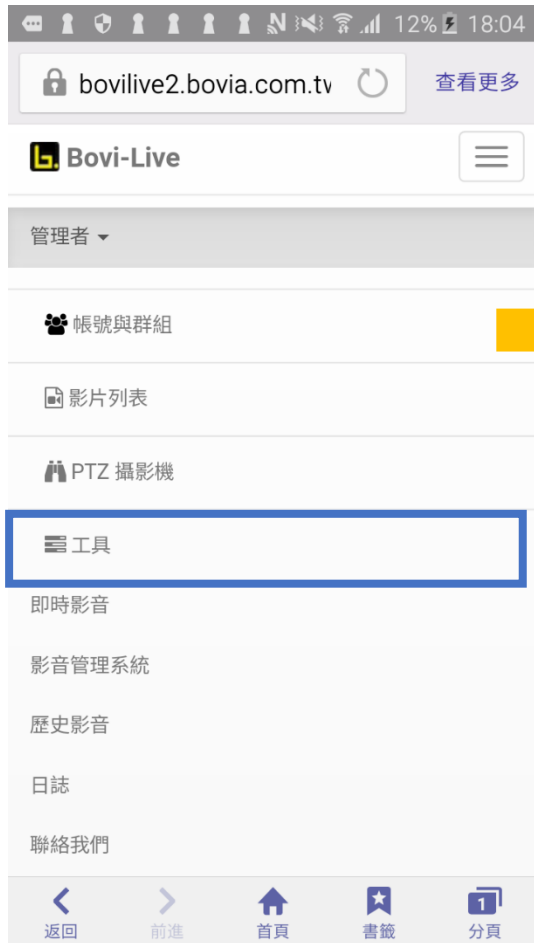 12% 18:04
bovilive2.bovia.com.tv 查看更多
Bovi-Live
管理者
帳號與群組
影片列表
PTZ 攝影機
工具
即時影音
影音管理系統
歷史影音
日誌
聯絡我們
1
返回 前進 首頁 書籤 分頁